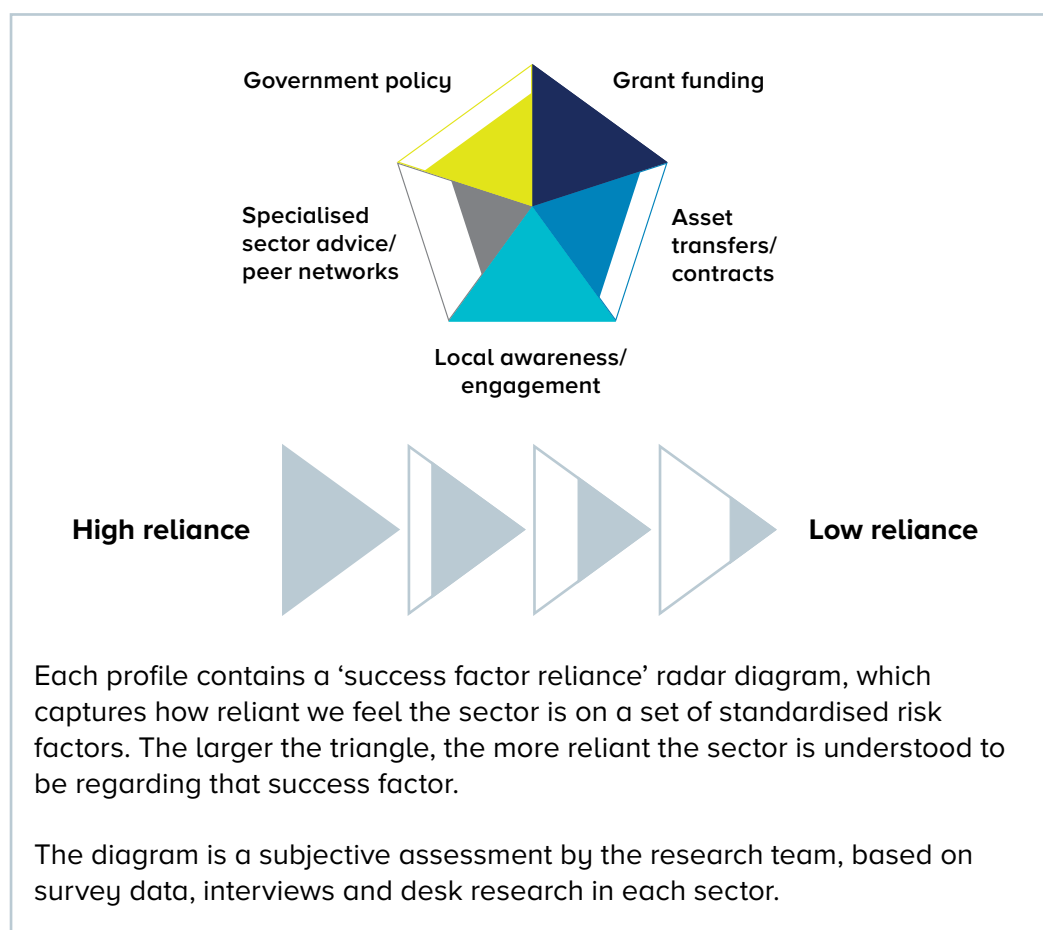 Government policy
Grant funding
Specialised
sector advice/
peer networks
Asset
transfers/
contracts
Local awareness/
engagement
High reliance
Low reliance
Each profile contains a ‘success factor reliance’ radar diagram, which
captures how reliant we feel the sector is on a set of standardised risk
factors. The larger the triangle, the more reliant the sector is understood to
be regarding that success factor.
The diagram is a subjective assessment by the research team, based on
survey data, interviews and desk research in each sector.